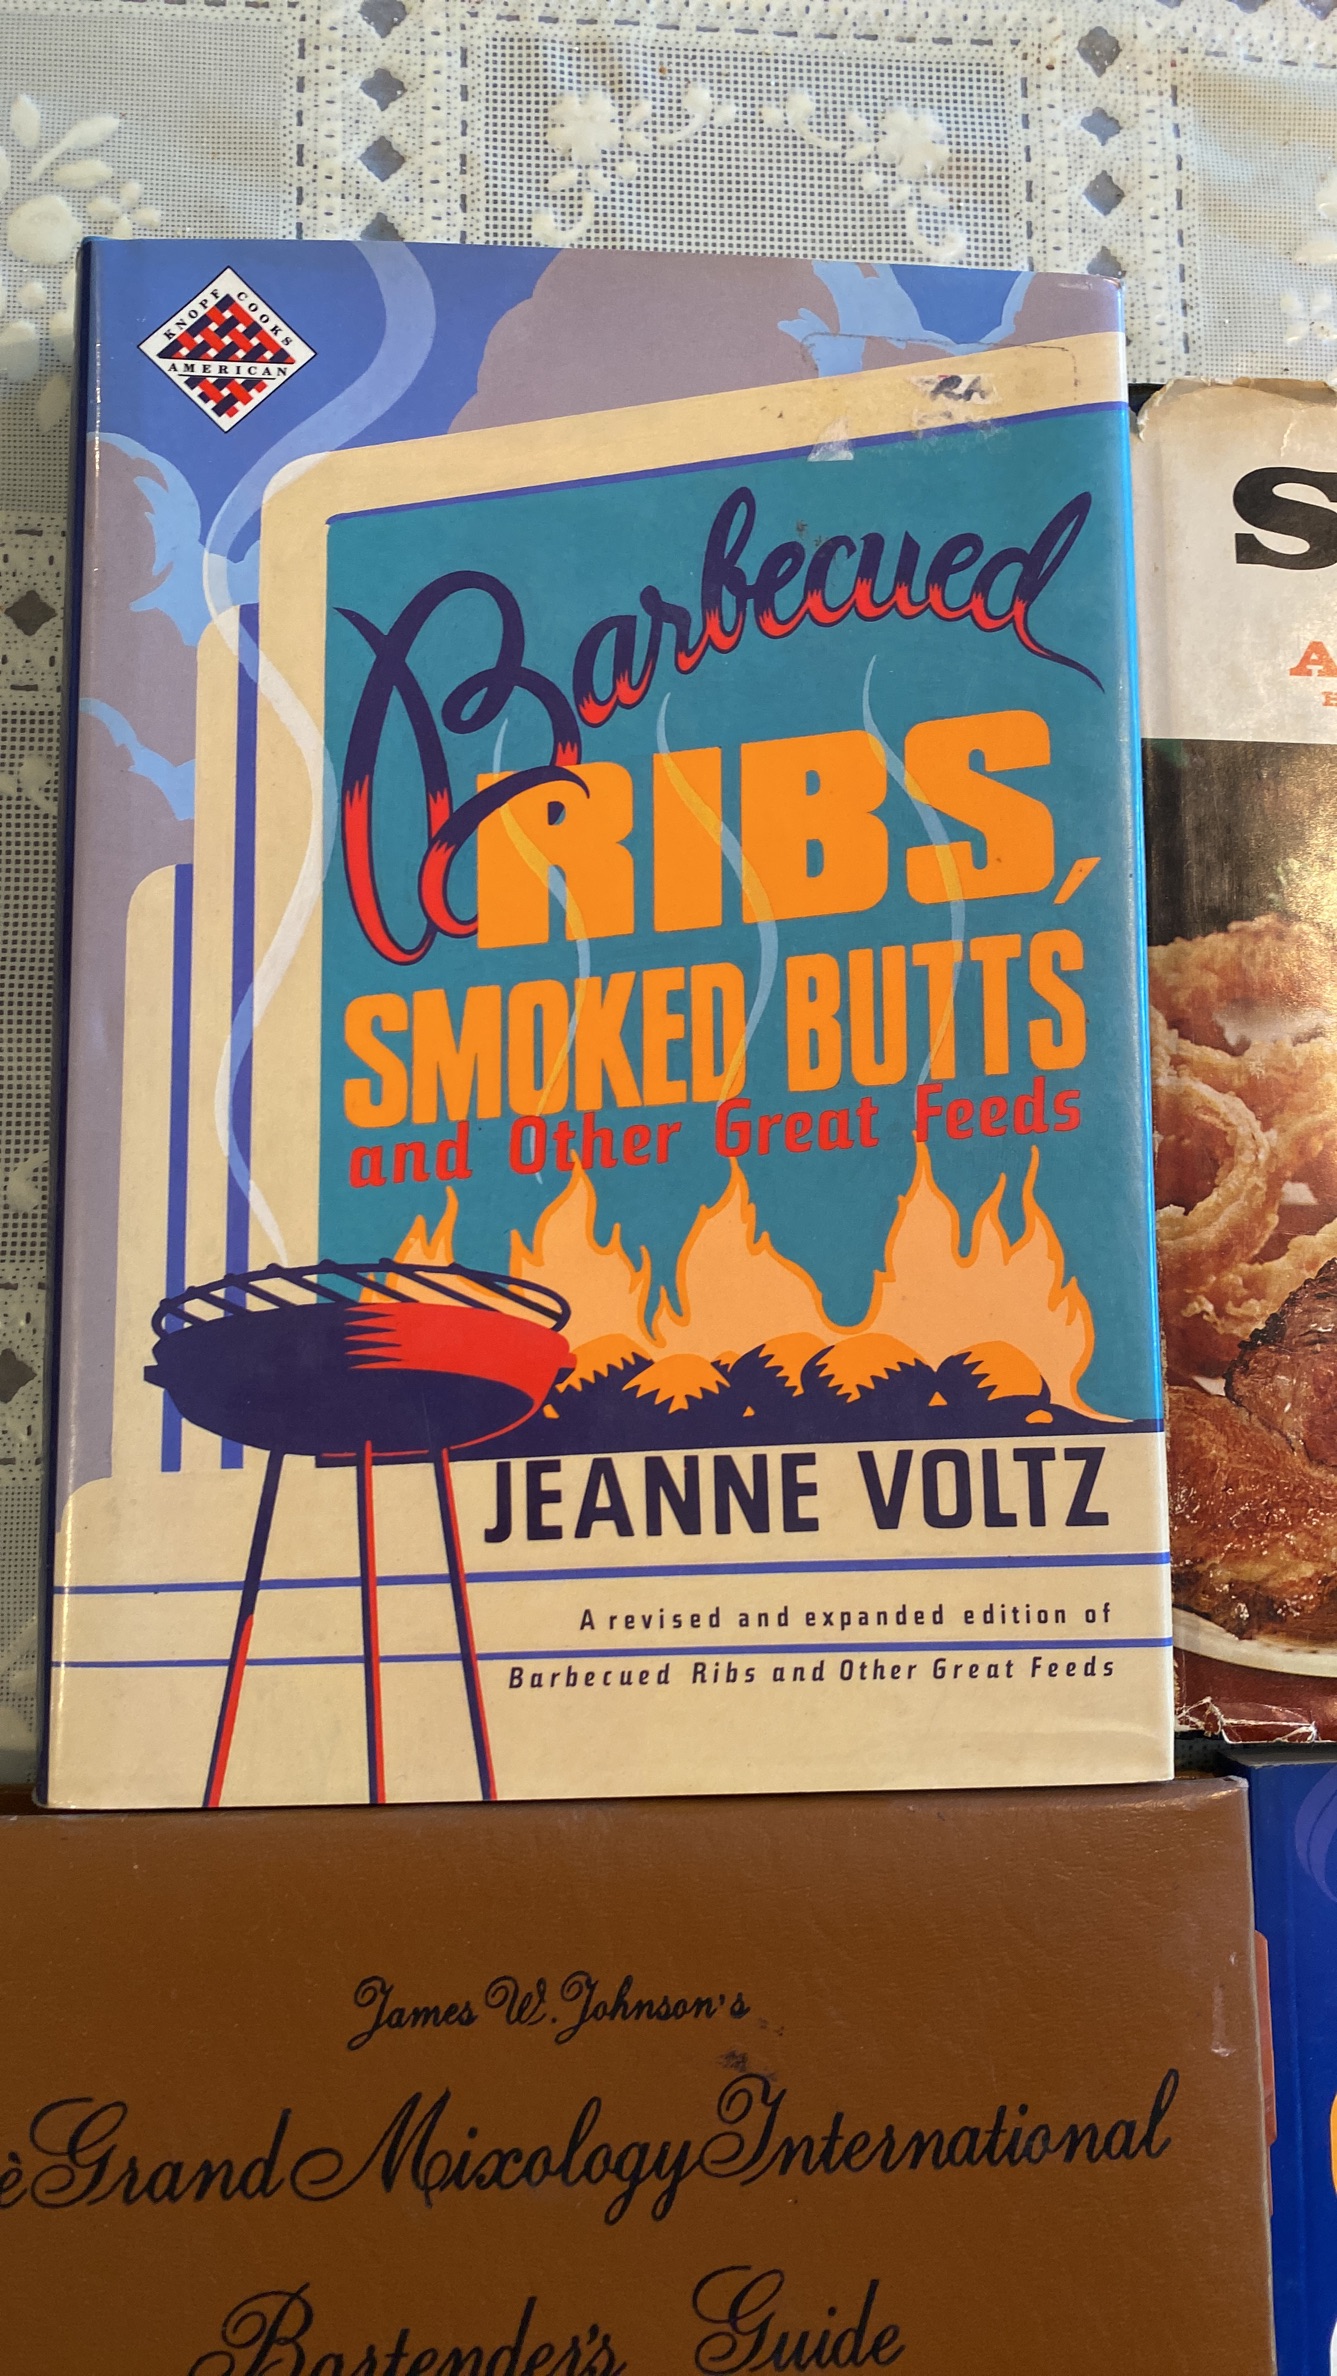 KNOPF COOKS
AMERICAN
Barbecued
RIBS,
SMOKED BUTTS
and Other Great Feeds
JEANNE VOLTZ
A revised and expanded edition of
Barbecued Ribs and Other Great Feeds
S
A
James W. Johnson's
Grand Mixology International
Bartender's Guide